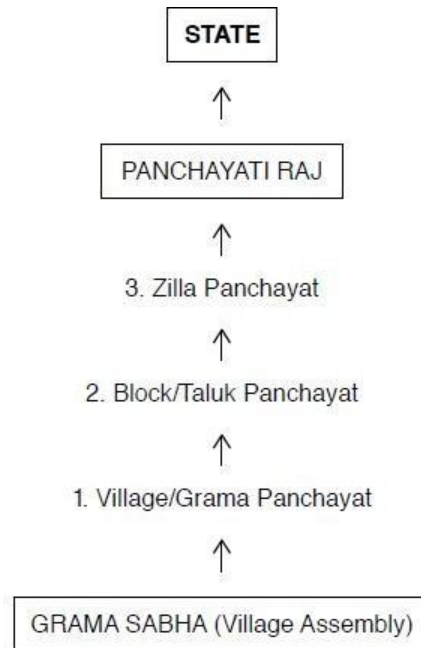 STATE
PANCHAYATI RAJ
3. Zilla Panchayat
2. Block/Taluk Panchayat
1. Village/Grama Panchayat
GRAMA SABHA (Village Assembly)